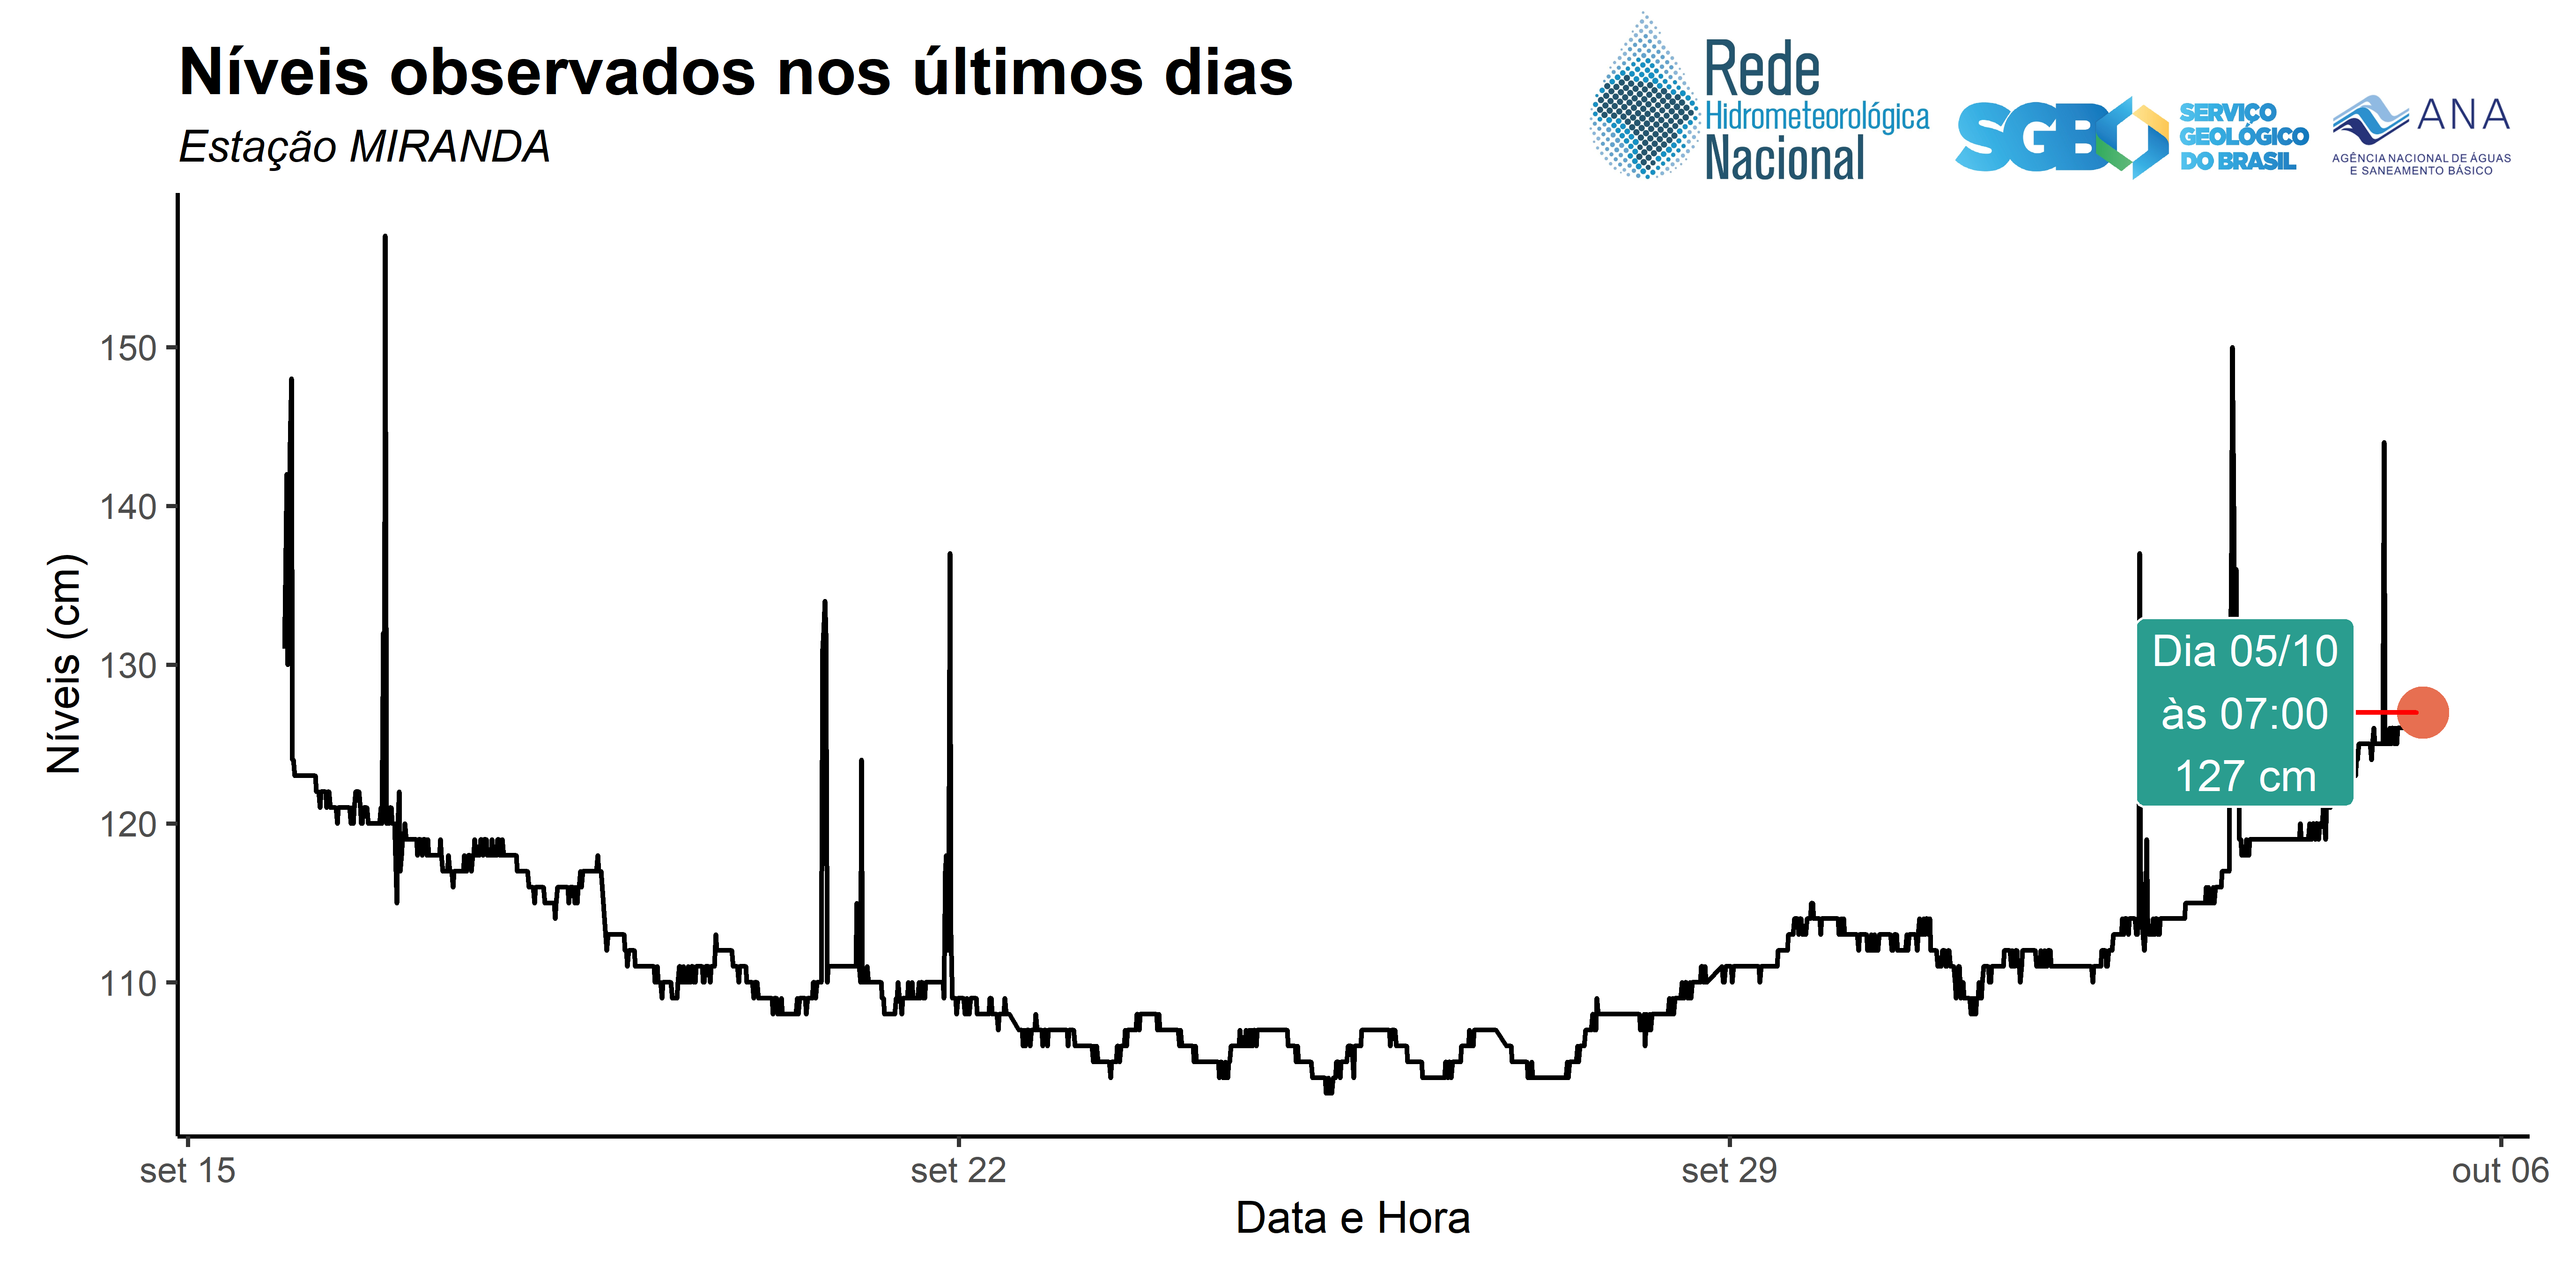 Níveis observados nos últimos dias
Estação MIRANDA
Rede
Hidrometeorológica
Nacional
SGB
SERVIÇO
GEOLÓGICO
DO BRASIL
ANA
AGÊNCIA NACIONAL DE ÁGUAS
E SANEAMENTO BÁSICO
Níveis (cm)
150
140
130
120
110
Dia 05/10
às 07:00
127 cm
set 15
set 22
set 29
out 06
Data e Hora